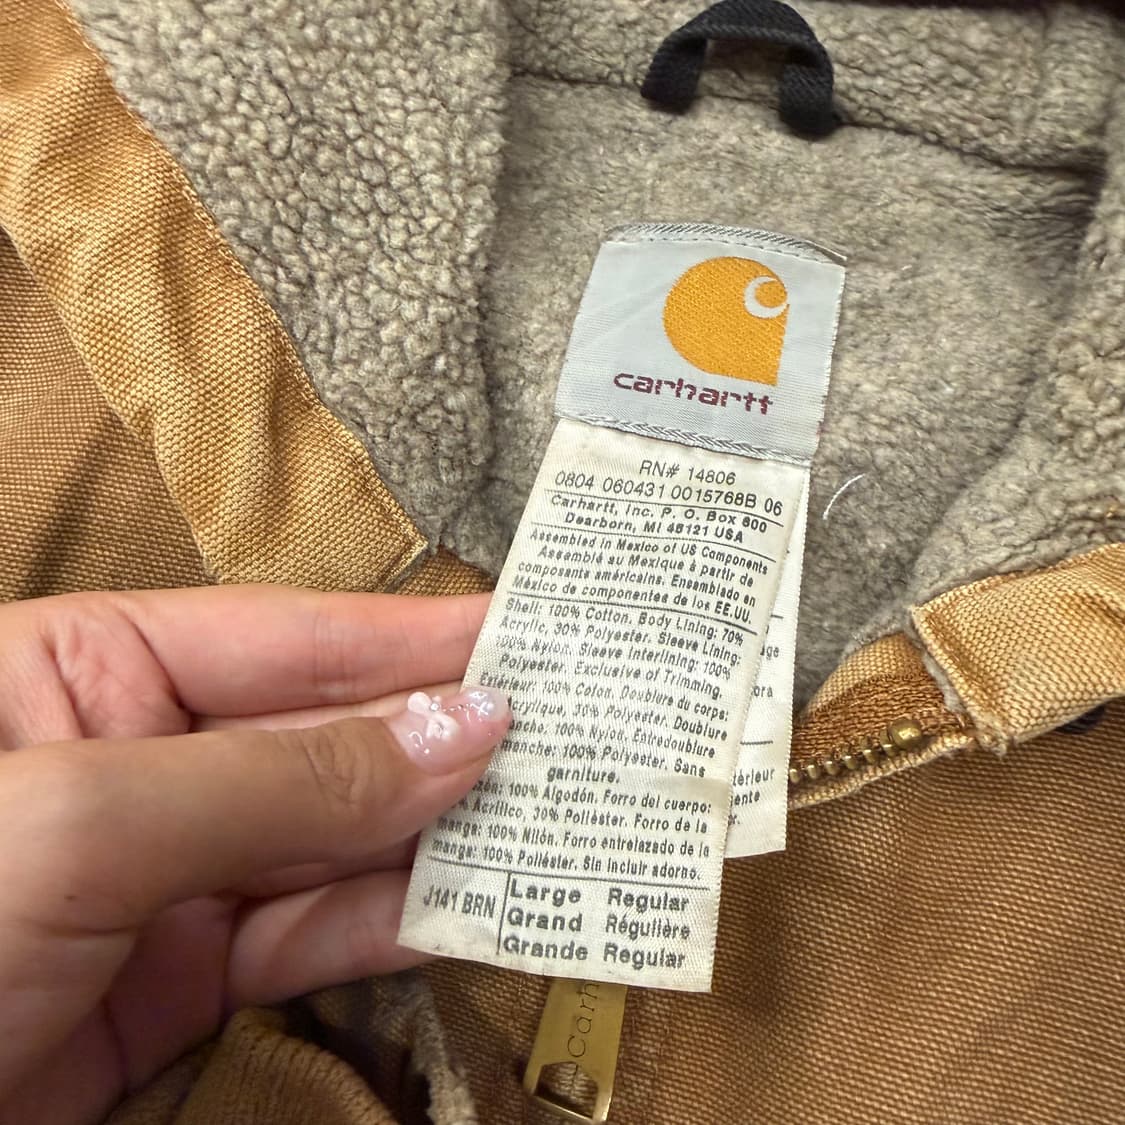 carhartt
RN# 14806
0804 060431 0015768B 06
Carhartt, Inc. P. O. Box 600
Dearborn, MI 48121 USA
Assembled in Mexico of US Components
Assemblé au Mexique à partir de
composants américains. Ensamblado en
México de componentes de los EE.UU.
Shell: 100% Cotton. Body Lining: 70%
Acrylic, 30% Polyester. Sleeve Lining:
100% Nylon. Sleeve Interlining: 100%
Polyester. Exclusive of Trimming.
Extérieur: 100% Coton. Doublure du corps:
acrylique, 30% Polyester. Doublure
manche: 100% Nylon. Entredoublure
manche: 100% Polyester. Sans
garniture.
100% Algodón. Forro del cuerpo:
Acrílico, 30% Poliéster. Forro de la
manga: 100% Nilón. Forro entrelazado de la
manga: 100% Poliéster. Sin incluir adorno.
J141 BRN
Large Regular
Grand Régulière
Grande Regular
Carh